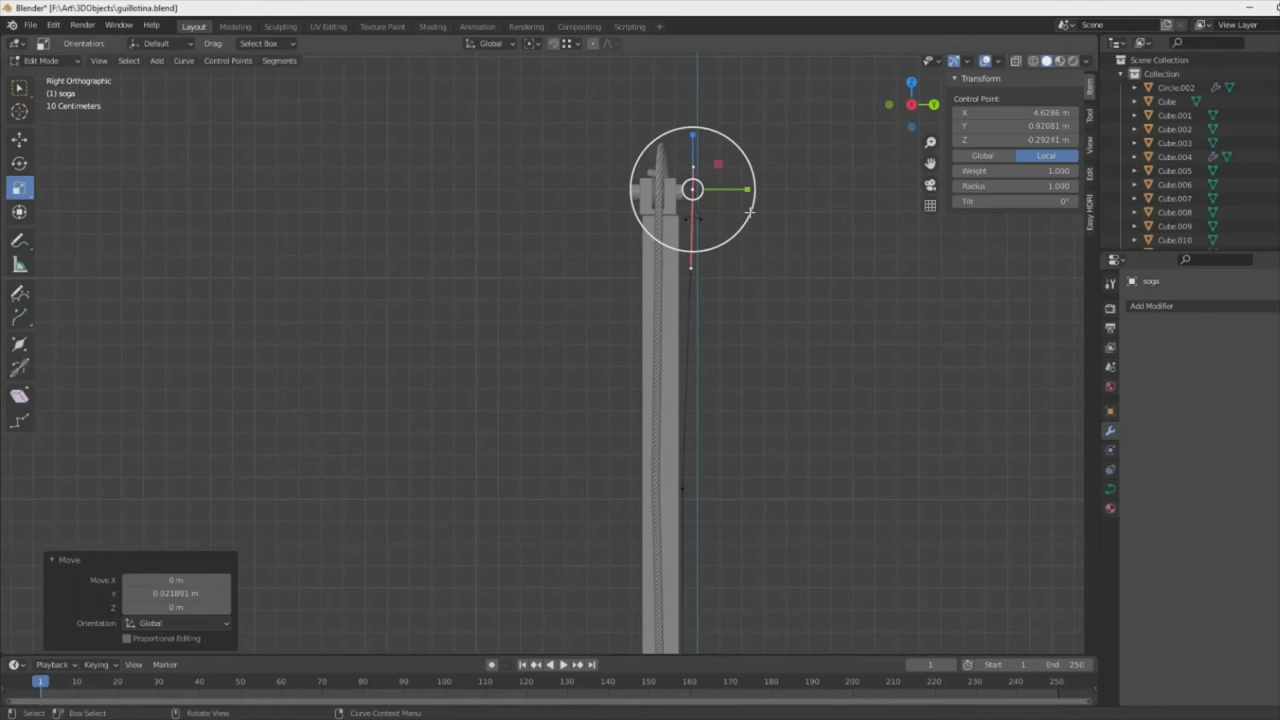 Blender* [F:\Art\3DObjects\guillotina.blend]
File Edit Render Window Help Layout Modeling Sculpting UV Editing Texture Paint Shading Animation Rendering Compositing Scripting + Scene View Layer
Orientation: Default Drag: Select Box Global
Edit Mode View Select Add Curve Control Points Segments
Right Orthographic
(1) soga
10 Centimeters
Transform
Control Point:
X 4.6286 m
Y 0.92081 m
Z -0.29241 m
Global Local
Weight 1.000
Radius 1.000
Tilt 0°
Item
Tool
View
Edit
Easy HDRI
Z
Y
Scene Collection
Collection
Circle.002
Cube
Cube.001
Cube.002
Cube.003
Cube.004
Cube.005
Cube.006
Cube.007
Cube.008
Cube.009
Cube.010
soga
Add Modifier
Move
Move X 0 m
Y 0.021891 m
Z 0 m
Orientation Global
Proportional Editing
Playback Keying View Marker 1 Start 1 End 250
1 10 20 30 40 50 60 70 80 90 100 110 120 130 140 150 160 170 180 190 200 210 220 230 240 250
Select Box Select Rotate View Curve Context Menu